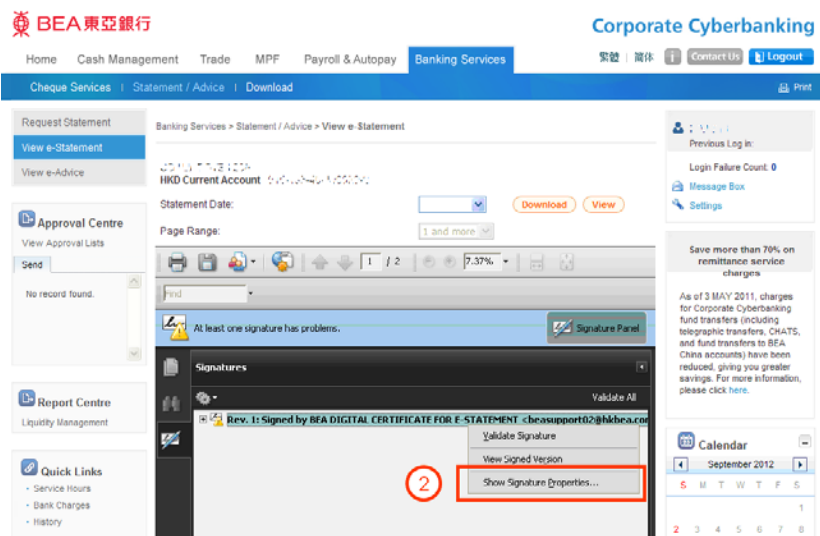 BEA東亞銀行
Corporate Cyberbanking
Home Cash Management Trade MPF Payroll & Autopay Banking Services
繁體 | 简体 i Contact Us Logout
Cheque Services | Statement / Advice | Download
Print
Request Statement
View e-Statement
View e-Advice
Approval Centre
View Approval Lists
Send
No record found.
Report Centre
Liquidity Management
Quick Links
- Service Hours
- Bank Charges
- History
Banking Services > Statement / Advice > View e-Statement
HKD Current Account
Statement Date:
Download View
Page Range:
1 and more
1 / 2
7.37%
Find
At least one signature has problems.
Signature Panel
Signatures
Validate All
Rev. 1: Signed by BEA DIGITAL CERTIFICATE FOR E-STATEMENT <beasupport02@hkbea.com
Validate Signature
View Signed Version
2
Show Signature Properties...
Previous Log in:
Login Failure Count: 0
Message Box
Settings
Save more than 70% on
remittance service
charges
As of 3 MAY 2011, charges
for Corporate Cyberbanking
fund transfers (including
telegraphic transfers, CHATS,
and fund transfers to BEA
China accounts) have been
reduced, giving you greater
savings. For more information,
please click here.
Calendar
September 2012
S M T W T F S
1
2 3 4 5 6 7 8